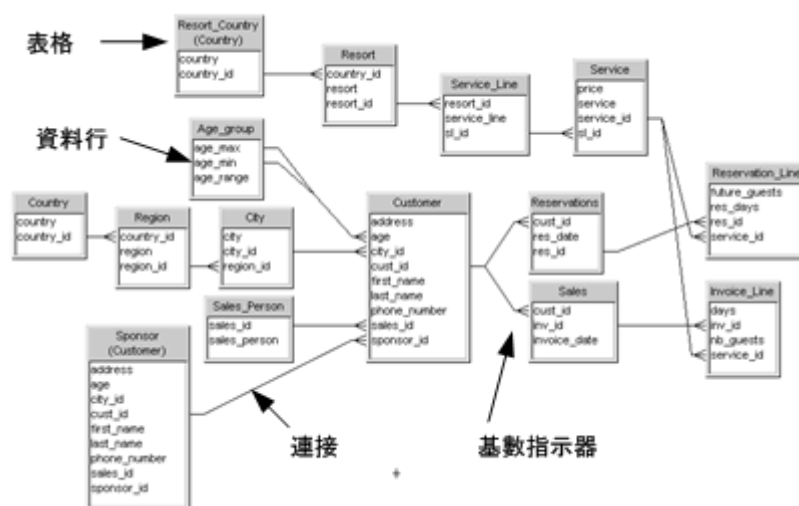 表格
Resort_Country
(Country)
country
country_id
Resort
country_id
resort
resort_id
Service_Line
resort_id
service_line
sl_id
Service
price
service
service_id
sl_id
資料行
Age_group
age_max
age_min
age_range
Country
country
country_id
Region
country_id
region
region_id
City
city
city_id
region_id
Customer
address
age
city_id
cust_id
first_name
last_name
phone_number
sales_id
sponsor_id
Reservations
cust_id
res_date
res_id
Reservation_Line
future_guests
res_days
res_id
service_id
Sales_Person
sales_id
sales_person
Sales
cust_id
inv_id
invoice_date
Invoice_Line
days
inv_id
nb_guests
service_id
Sponsor
(Customer)
address
age
city_id
cust_id
first_name
last_name
phone_number
sales_id
sponsor_id
連接
基數指示器